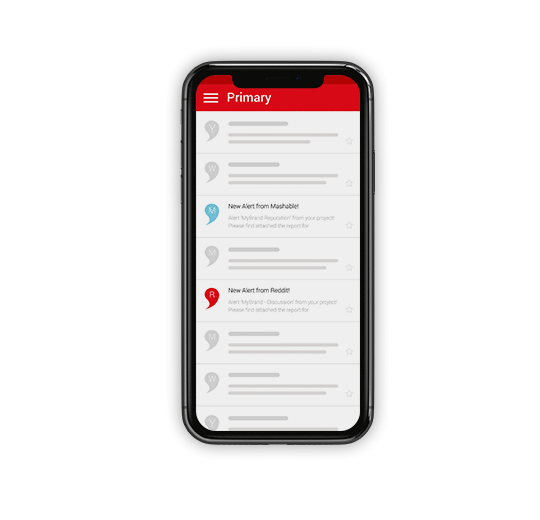 Primary
V
W
M
New Alert from Mashable!
Alert 'MyBrand Reputation' from your project!
Please find attached the report for
M
R
New Alert from Reddit!
Alert 'MyBrand - Discussion' from your project!
Please find attached the report for
M
W
V